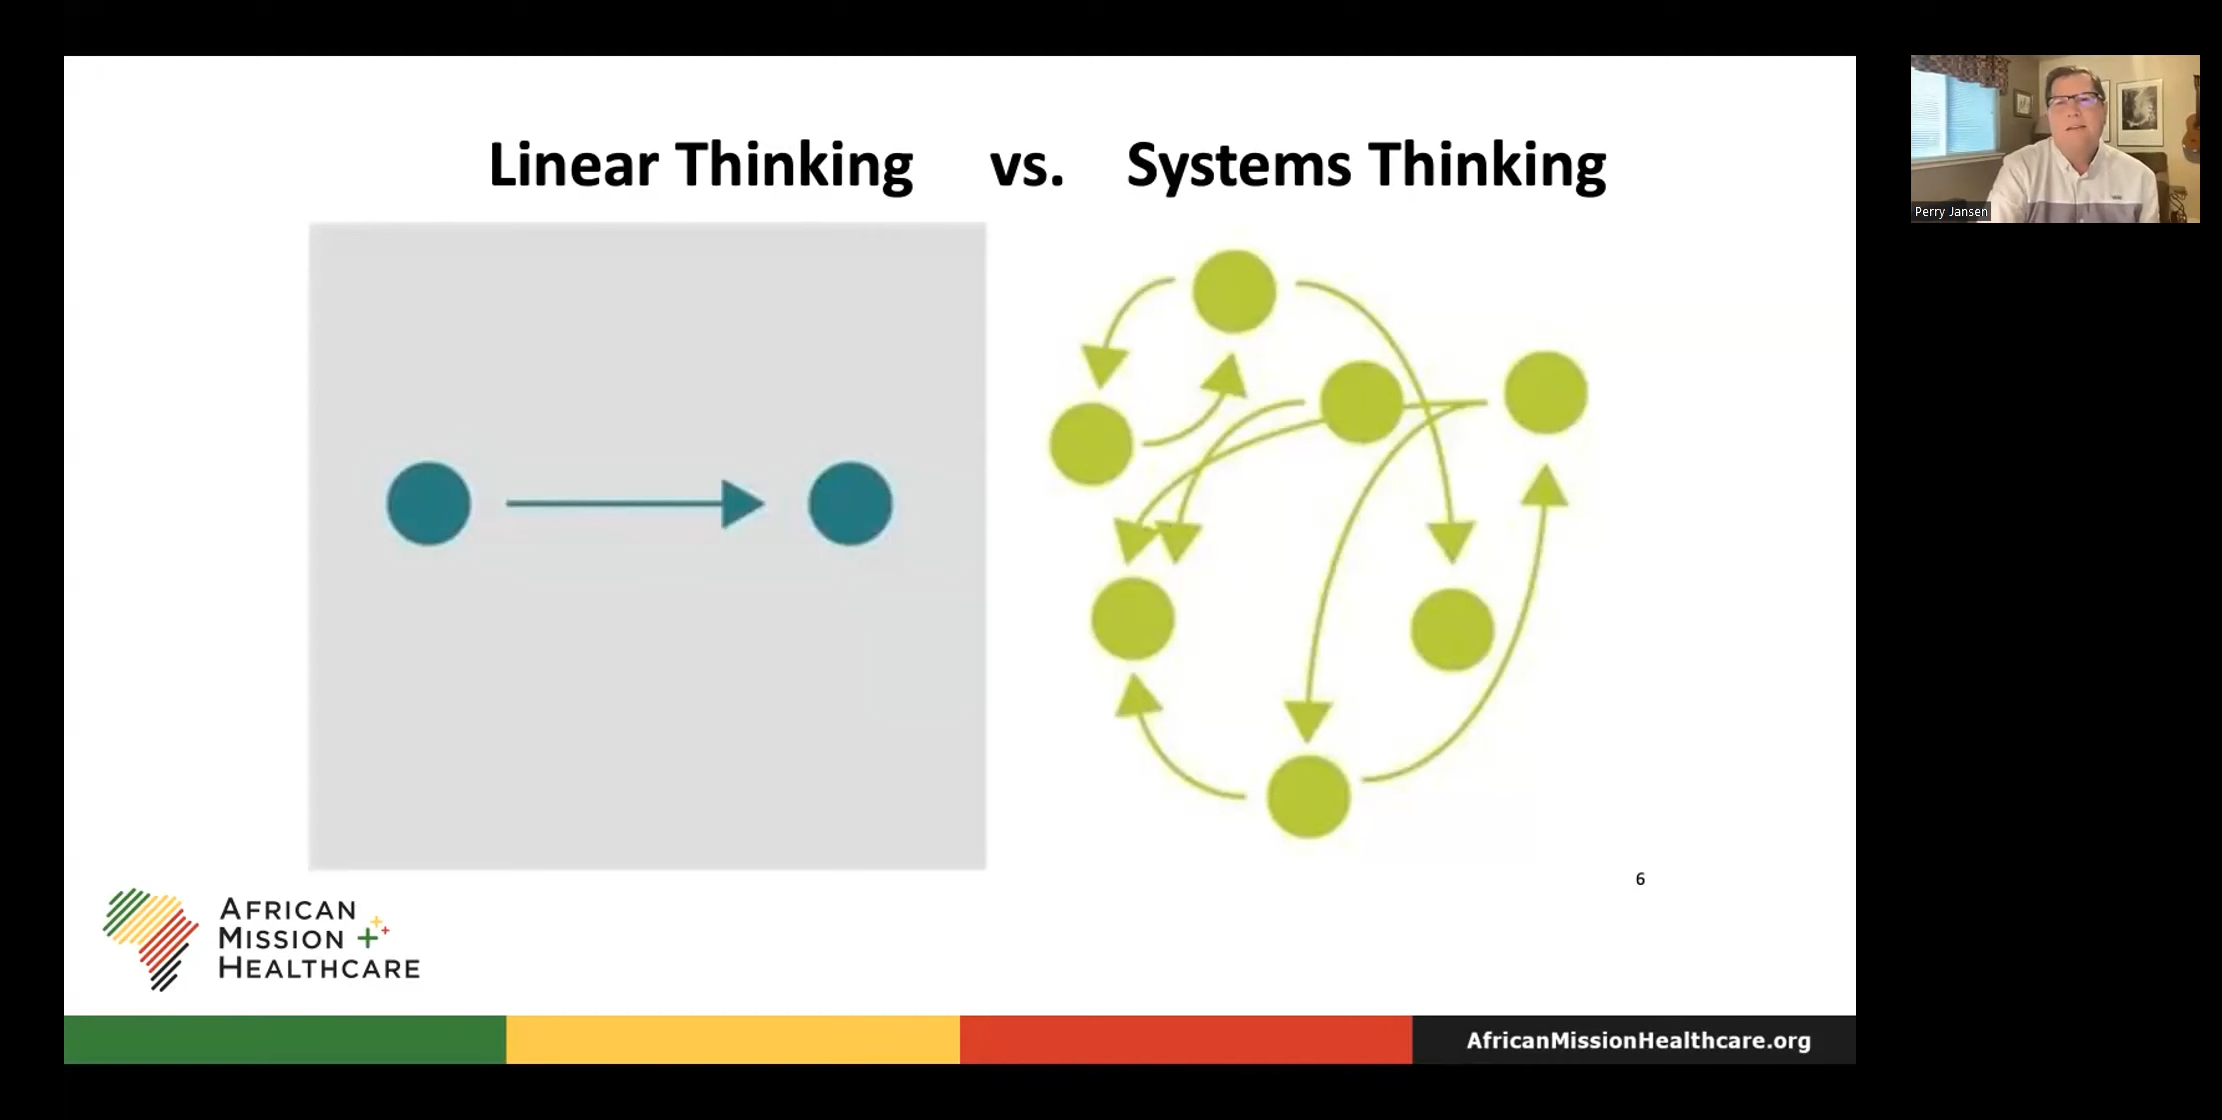 Linear Thinking vs. Systems Thinking
Perry Jansen
6
AFRICAN
MISSION
HEALTHCARE
AfricanMissionHealthcare.org